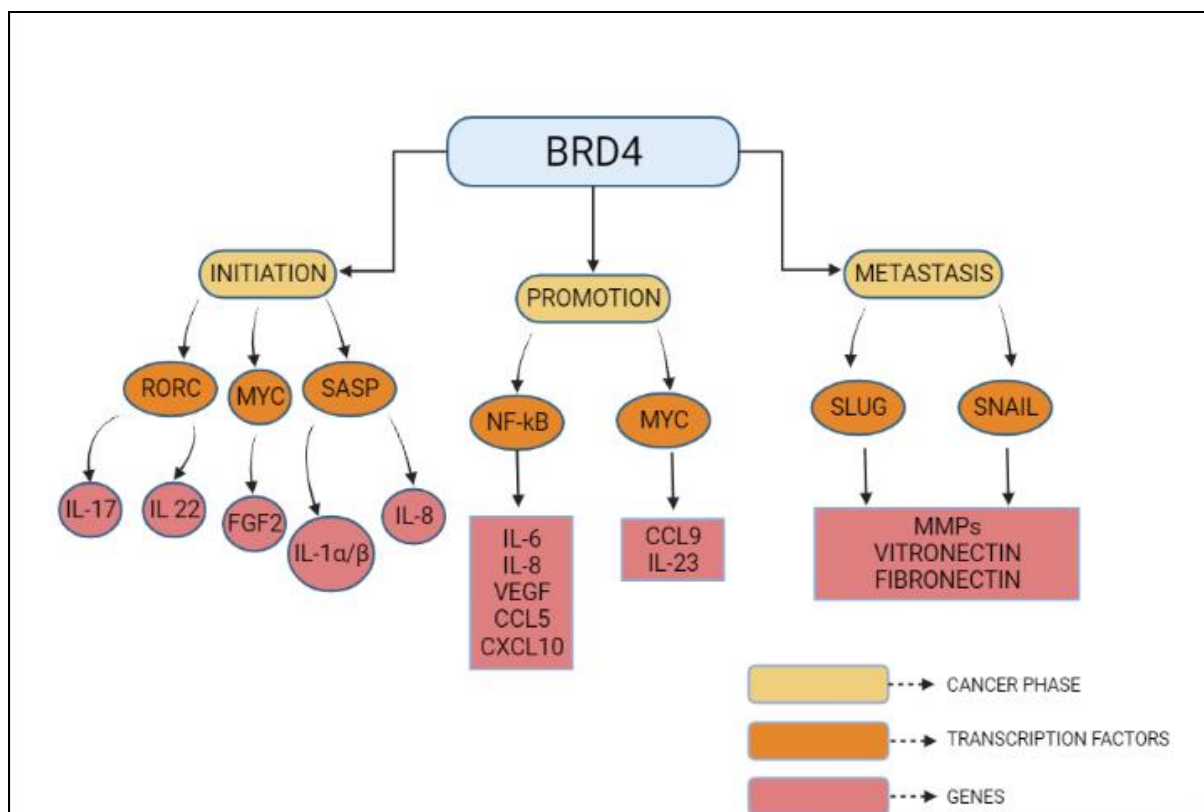 BRD4
INITIATION
PROMOTION
METASTASIS
RORC
MYC
SASP
NF-kB
MYC
SLUG
SNAIL
IL-17
IL 22
FGF2
IL-1α/β
IL-8
IL-6
IL-8
VEGF
CCL5
CXCL10
CCL9
IL-23
MMPs
VITRONECTIN
FIBRONECTIN
CANCER PHASE
TRANSCRIPTION FACTORS
GENES